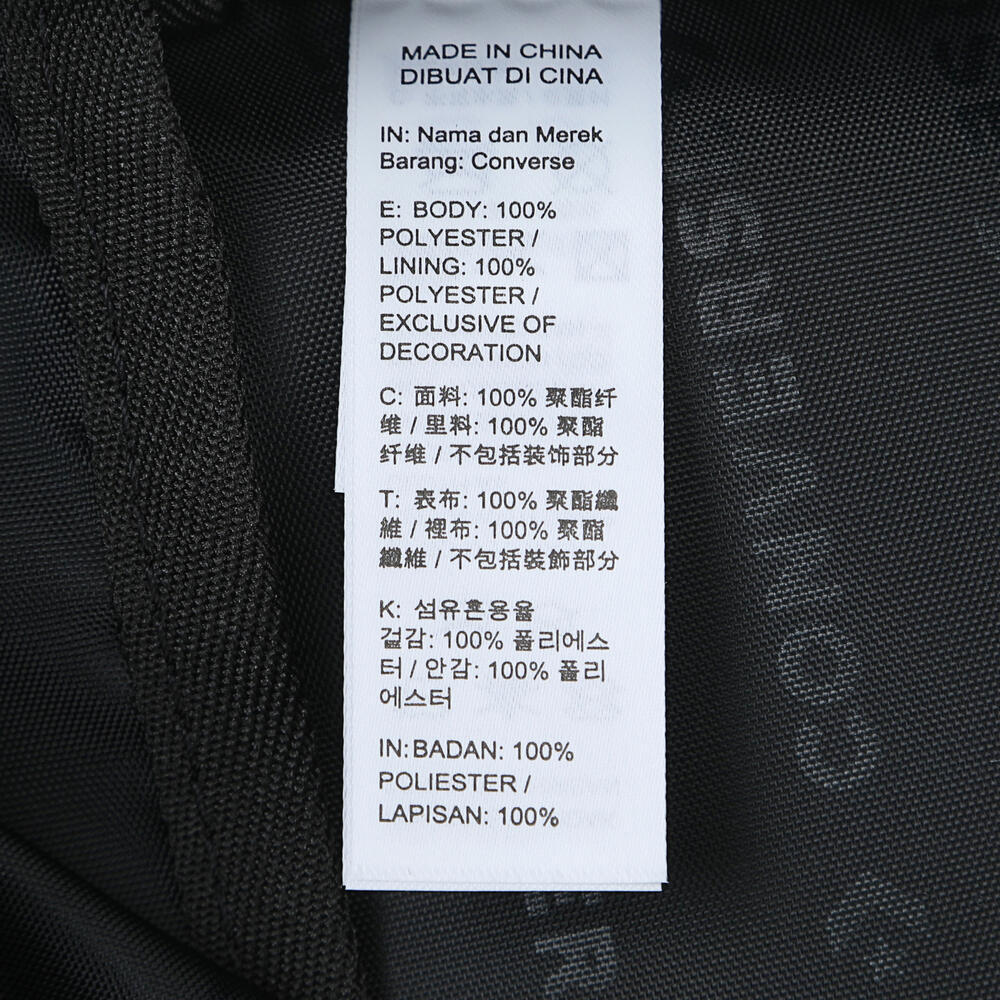 MADE IN CHINA
DIBUAT DI CINA
IN: Nama dan Merek
Barang: Converse
E: BODY: 100%
POLYESTER /
LINING: 100%
POLYESTER /
EXCLUSIVE OF
DECORATION
C: 面料: 100% 聚酯纤
维 / 里料: 100% 聚酯
纤维 / 不包括装饰部分
T: 表布: 100% 聚酯纖
維 / 裡布: 100% 聚酯
纖維 / 不包括裝飾部分
K: 섬유혼용율
겉감: 100% 폴리에스
터 / 안감: 100% 폴리
에스터
IN:BADAN: 100%
POLIESTER /
LAPISAN: 100%